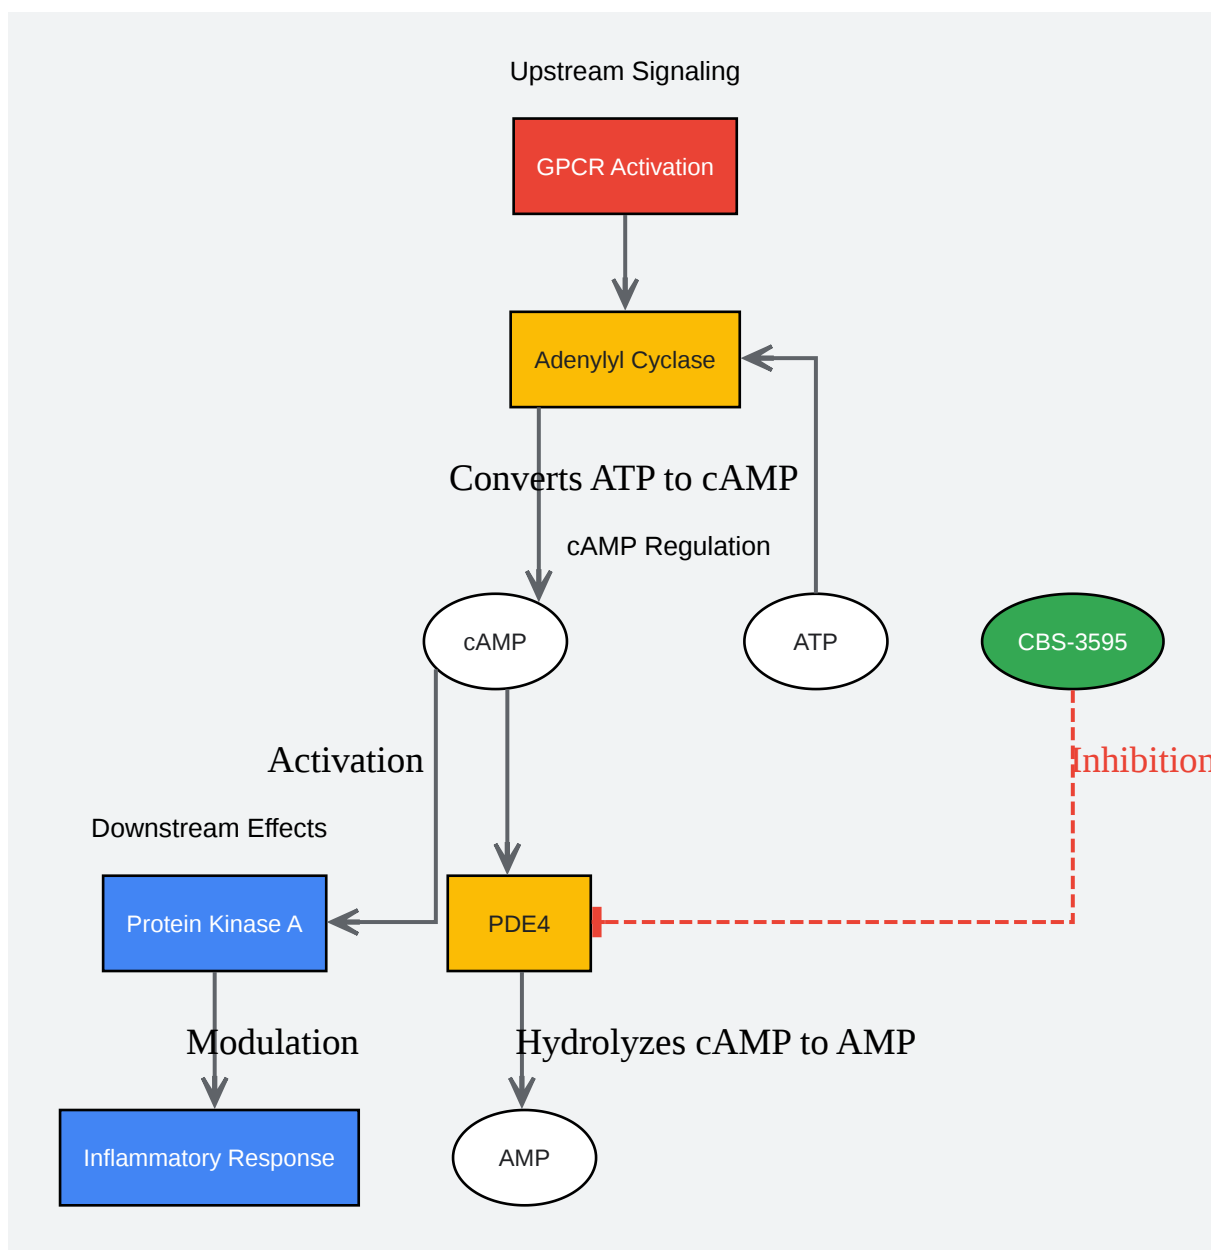 Upstream Signaling
GPCR Activation
Adenylyl Cyclase
Converts ATP to cAMP
cAMP Regulation
cAMP
ATP
CBS-3595
Activation
Inhibition
Downstream Effects
Protein Kinase A
PDE4
Modulation
Hydrolyzes cAMP to AMP
Inflammatory Response
AMP